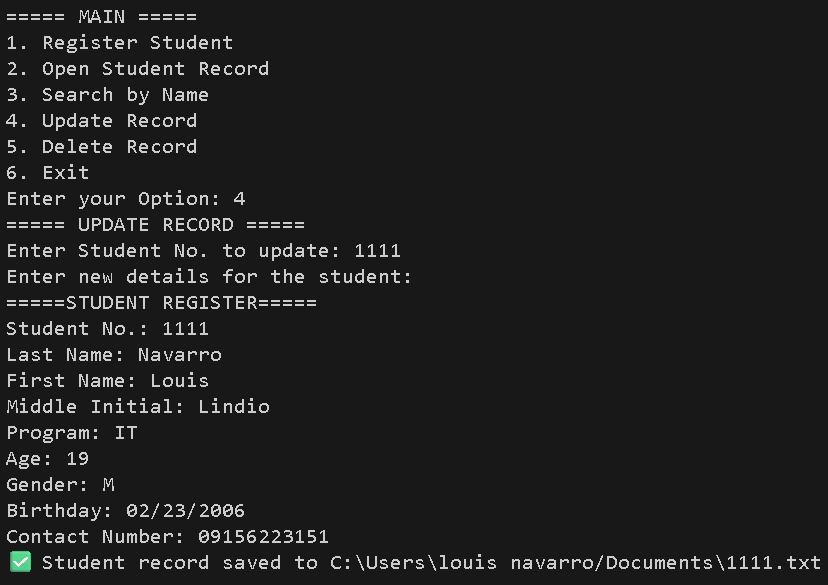 ===== MAIN =====
1. Register Student
2. Open Student Record
3. Search by Name
4. Update Record
5. Delete Record
6. Exit
Enter your Option: 4
===== UPDATE RECORD =====
Enter Student No. to update: 1111
Enter new details for the student:
=====STUDENT REGISTER=====
Student No.: 1111
Last Name: Navarro
First Name: Louis
Middle Initial: Lindio
Program: IT
Age: 19
Gender: M
Birthday: 02/23/2006
Contact Number: 09156223151
✅ Student record saved to C:\Users\louis navarro/Documents\1111.txt